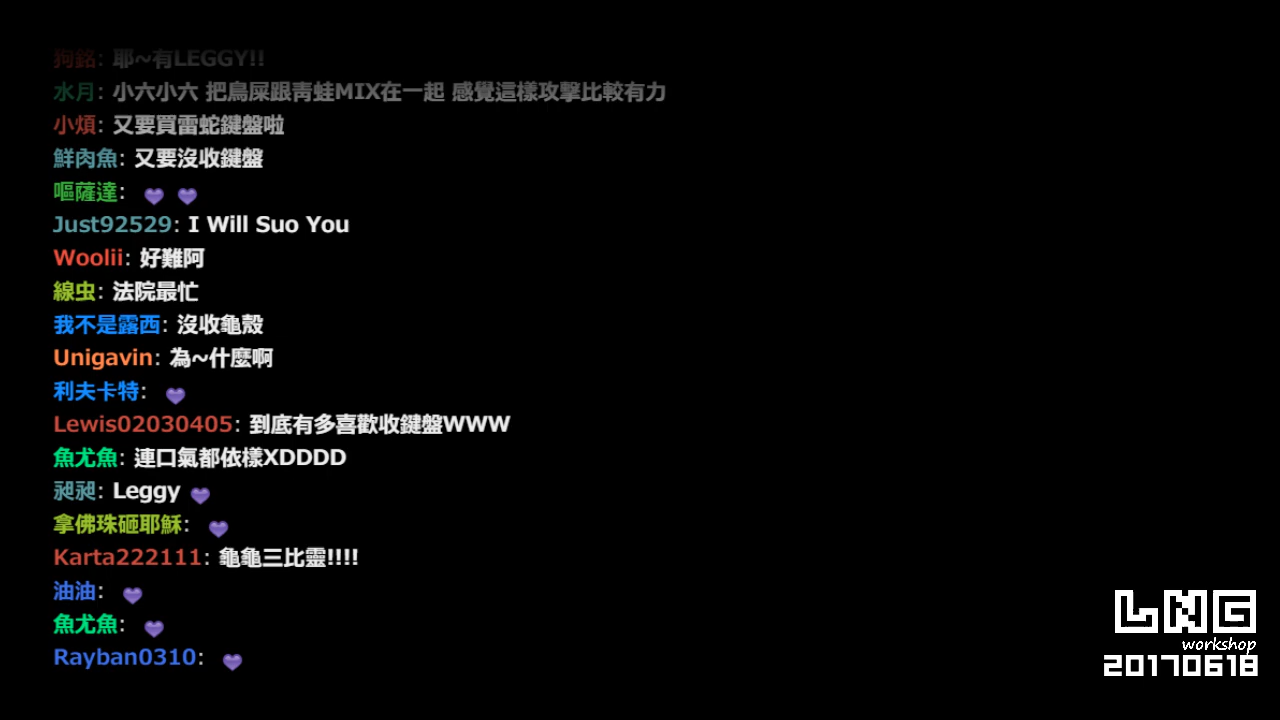 狗銘: 耶~有LEGGY!!
水月: 小六小六 把鳥屎跟青蛙MIX在一起 感覺這樣攻擊比較有力
小煩: 又要買雷蛇鍵盤啦
鮮肉魚: 又要沒收鍵盤
嘔薩達: 💜 💜
Just92529: I Will Suo You
Woolii: 好難阿
線虫: 法院最忙
我不是露西: 沒收龜殼
Unigavin: 為~什麼啊
利夫卡特: 💜
Lewis02030405: 到底有多喜歡收鍵盤WWW
魚尤魚: 連口氣都依樣XDDDD
昶昶: Leggy 💜
拿佛珠砸耶穌: 💜
Karta222111: 龜龜三比靈!!!!
油油: 💜
魚尤魚: 💜
Rayban0310: 💜
LNG
workshop
20170618